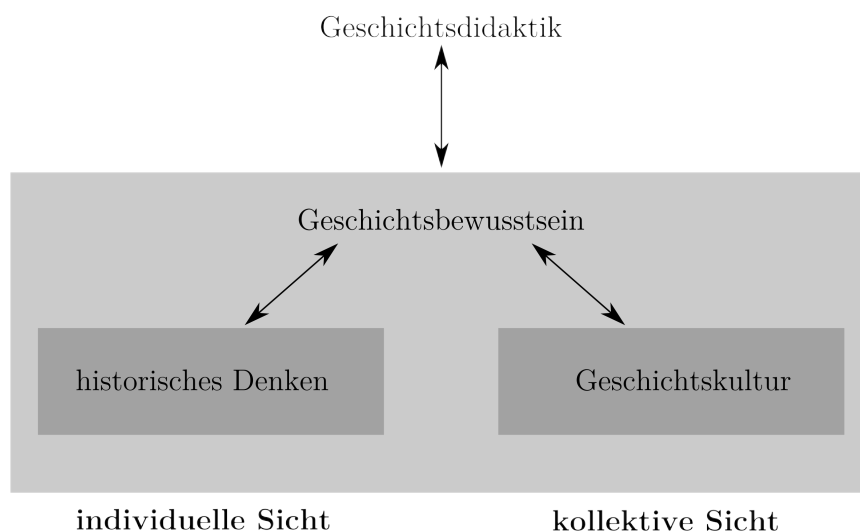 Geschichtsdidaktik
Geschichtsbewusstsein
historisches Denken
Geschichtskultur
individuelle Sicht
kollektive Sicht